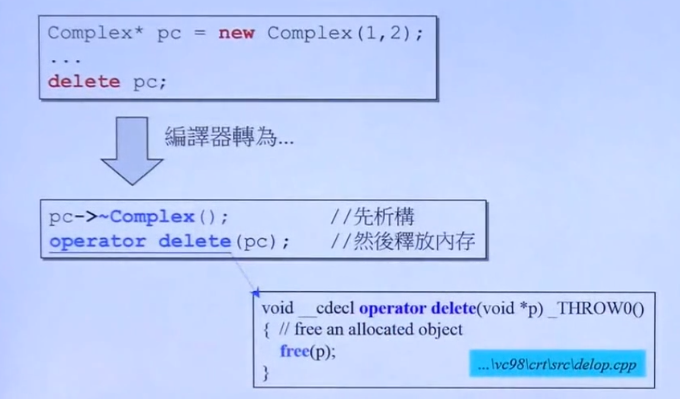 Complex* pc = new Complex(1,2);
...
delete pc;
編譯器轉為...
pc->~Complex(); //先析構
operator delete(pc); //然後釋放內存
void __cdecl operator delete(void *p) _THROW0()
{ // free an allocated object
free(p);
}
...\vc98\crt\src\delop.cpp